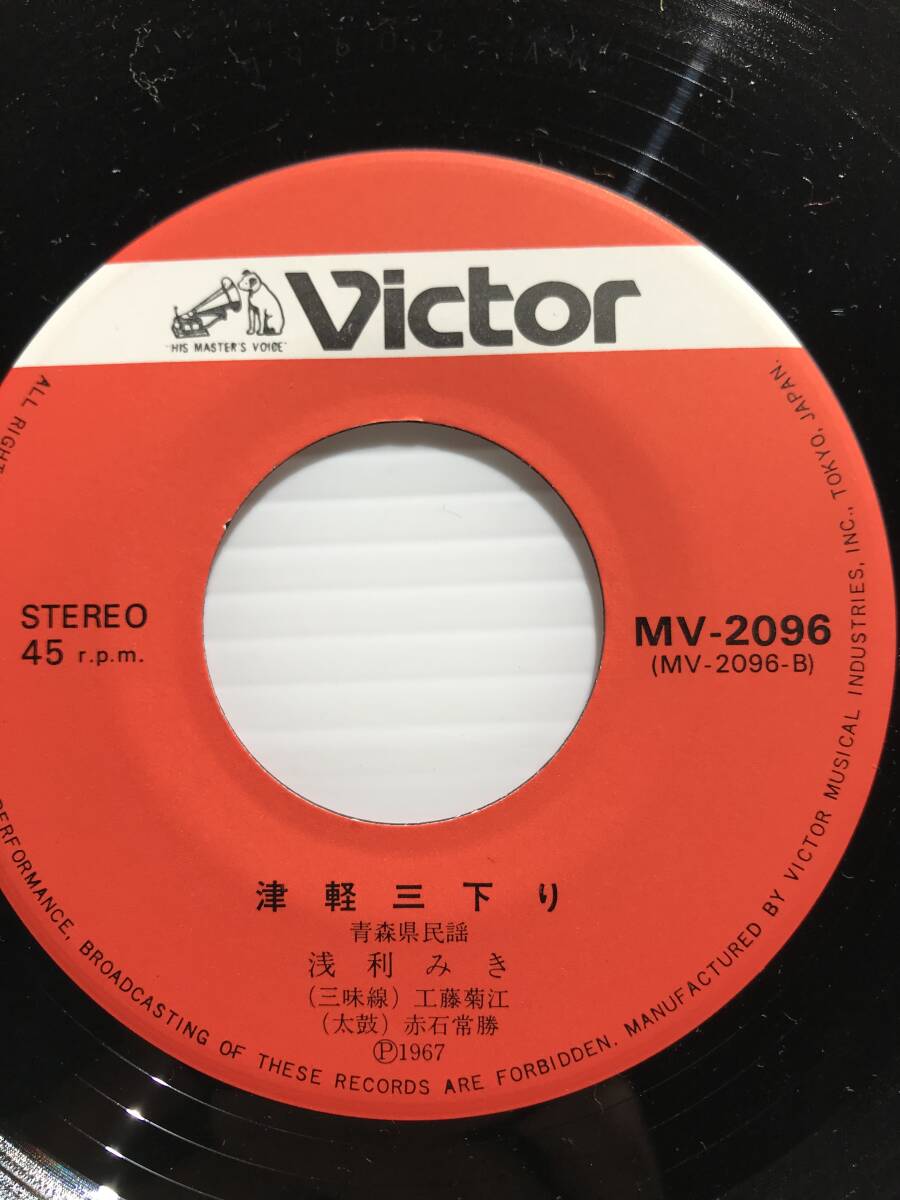 "HIS MASTER'S VOICE"
Victor
STEREO
45 r.p.m.
MV-2096
(MV-2096-B)
津軽三下り
青森県民謡
浅利みき
(三味線) 工藤菊江
(太鼓) 赤石常勝
Ⓟ1967
ALL RIGHT
PERFORMANCE, BROADCASTING OF THESE RECORDS ARE FORBIDDEN. MANUFACTURED BY VICTOR MUSICAL INDUSTRIES, INC., TOKYO, JAPAN.